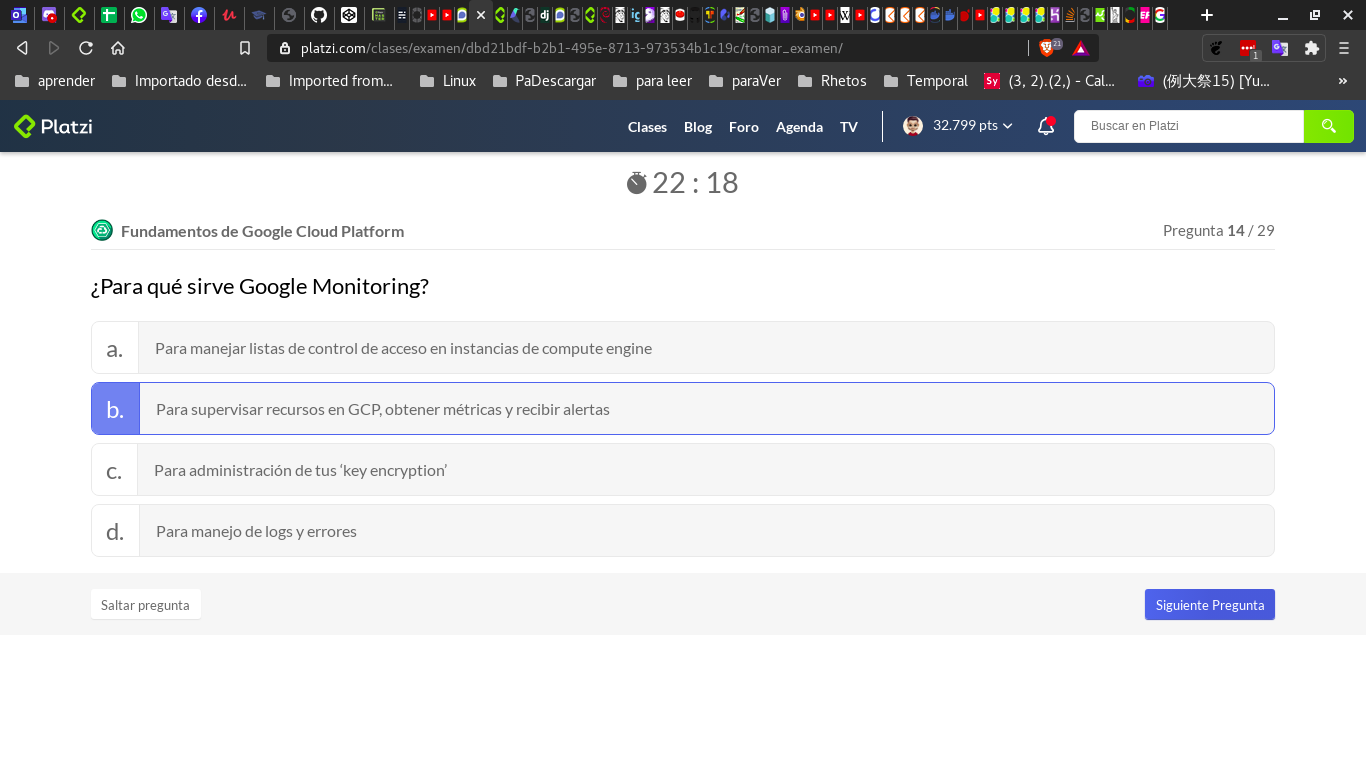 platzi.com/clases/examen/dbd21bdf-b2b1-495e-8713-973534b1c19c/tomar_examen/
21
1
aprender
Importado desd...
Imported from...
Linux
PaDescargar
para leer
paraVer
Rhetos
Temporal
Sy
(3, 2).(2,) - Cal...
(例大祭15) [Yu...
»
Platzi
Clases
Blog
Foro
Agenda
TV
32.799 pts
Buscar en Platzi
22 : 18
Fundamentos de Google Cloud Platform
Pregunta 14 / 29
¿Para qué sirve Google Monitoring?
a. Para manejar listas de control de acceso en instancias de compute engine
b. Para supervisar recursos en GCP, obtener métricas y recibir alertas
c. Para administración de tus ‘key encryption’
d. Para manejo de logs y errores
Saltar pregunta
Siguiente Pregunta